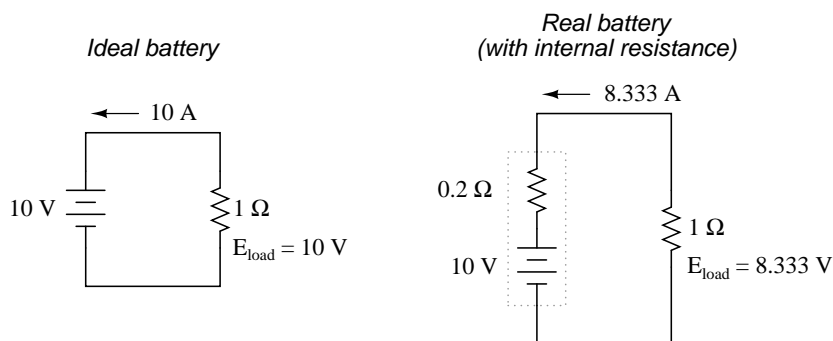 Ideal battery
10 A
10 V
1 Ω
E_load = 10 V
Real battery
(with internal resistance)
8.333 A
0.2 Ω
10 V
1 Ω
E_load = 8.333 V